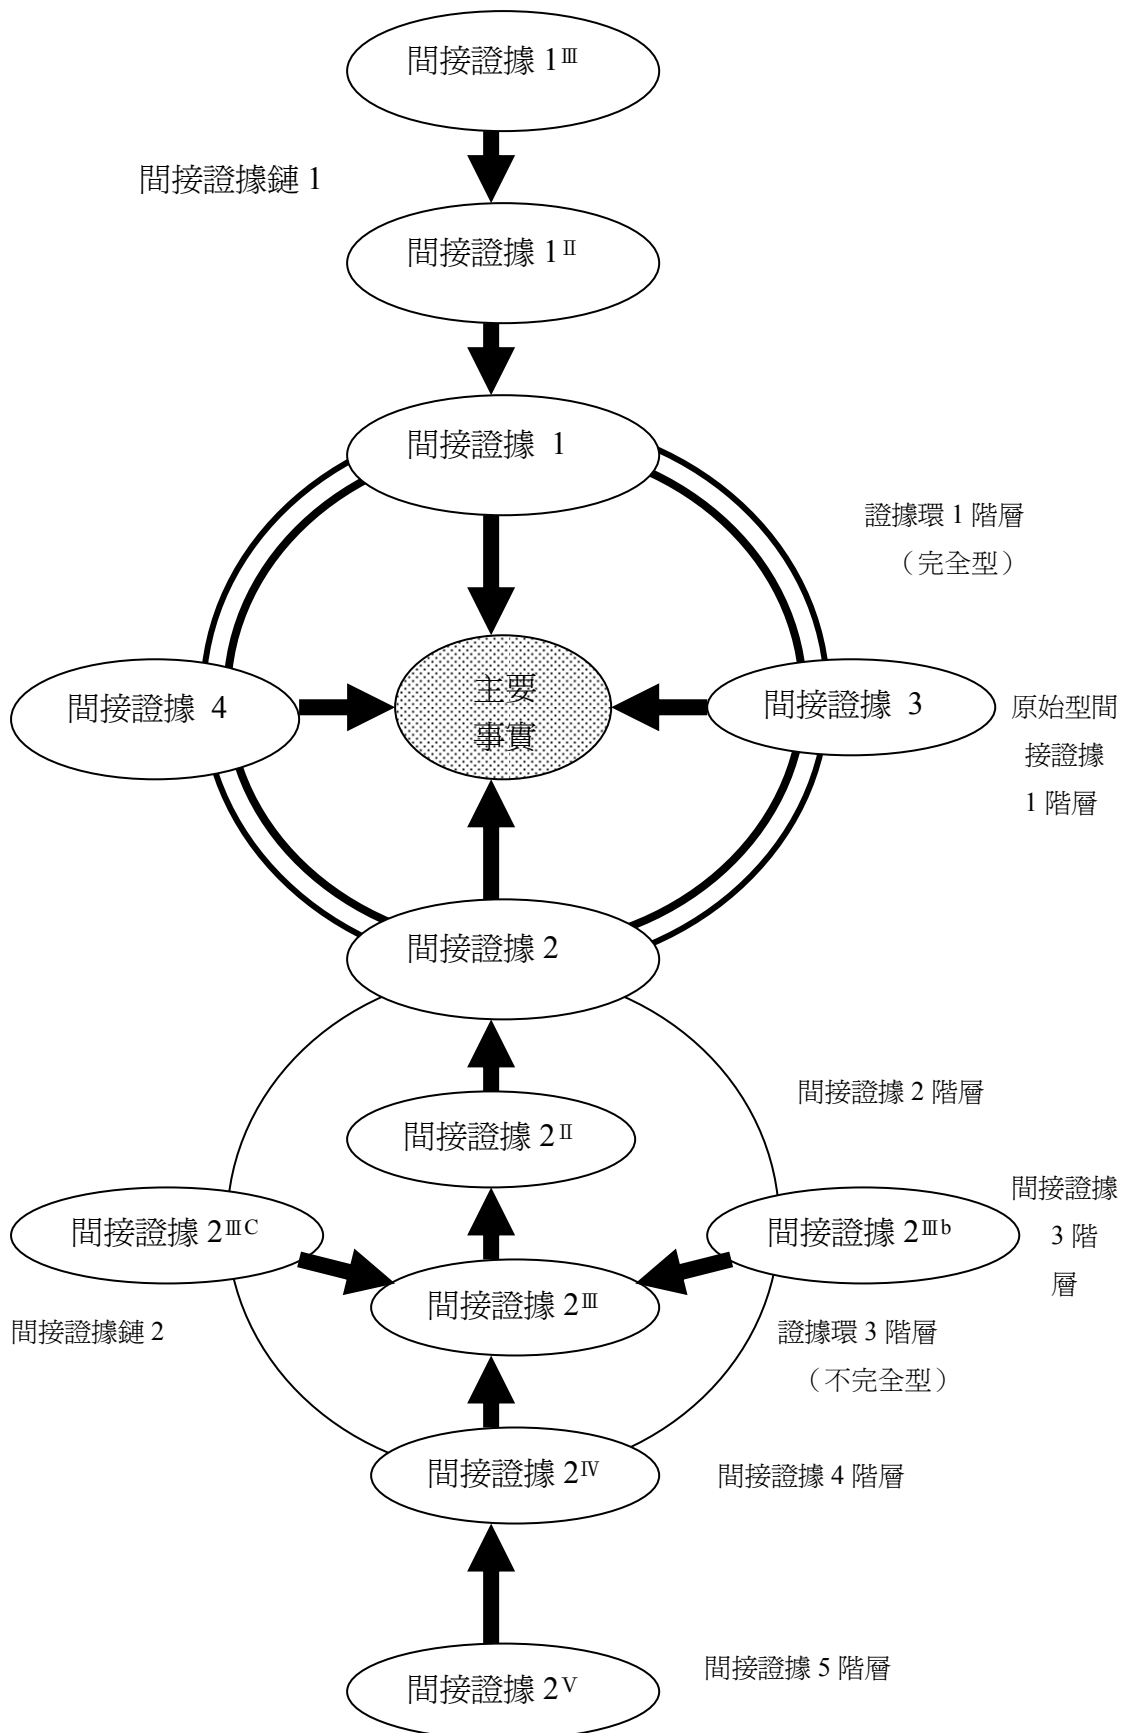 間接證據 1Ⅲ
間接證據鏈 1
間接證據 1Ⅱ
間接證據 1
證據環 1 階層
（完全型）
主要
事實
間接證據 4
間接證據 3
原始型間
接證據
1 階層
間接證據 2
間接證據 2 階層
間接證據 2Ⅱ
間接證據 2ⅢC
間接證據 2Ⅲb
間接證據
3 階
層
間接證據 2Ⅲ
間接證據鏈 2
證據環 3 階層
（不完全型）
間接證據 2Ⅳ
間接證據 4 階層
間接證據 2Ⅴ
間接證據 5 階層